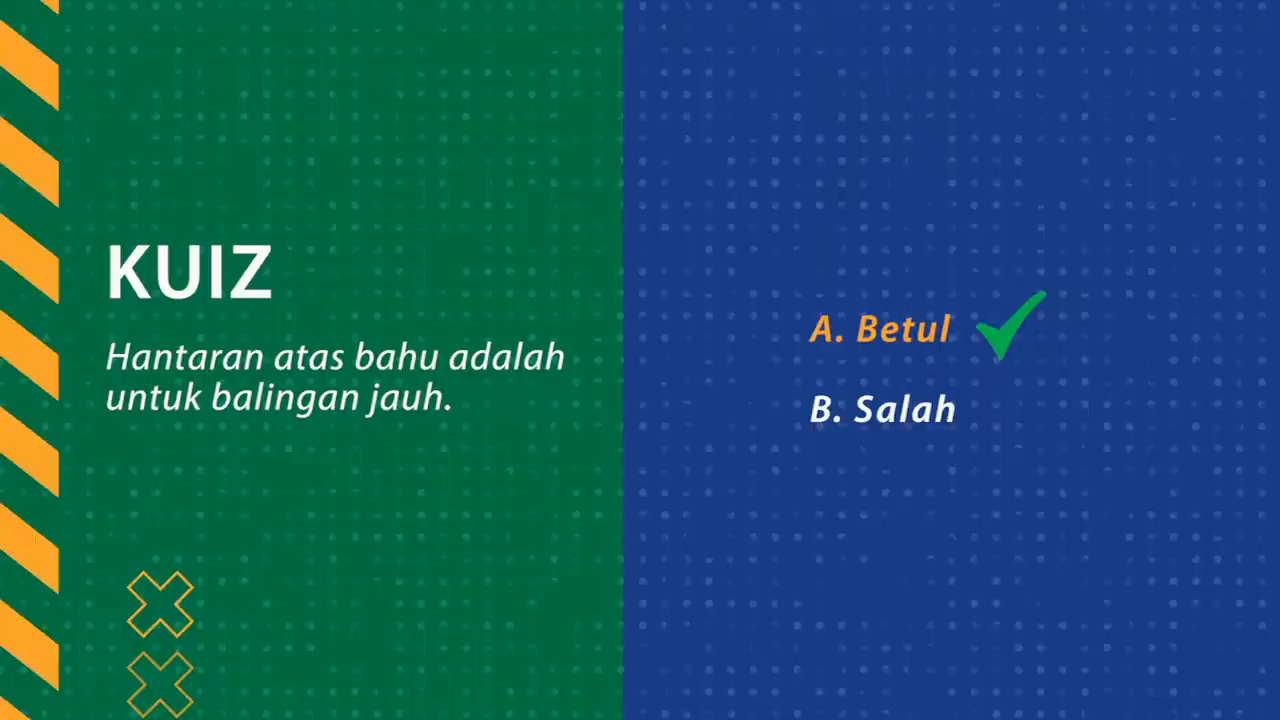 KUIZ
Hantaran atas bahu adalah
untuk balingan jauh.
A. Betul
B. Salah